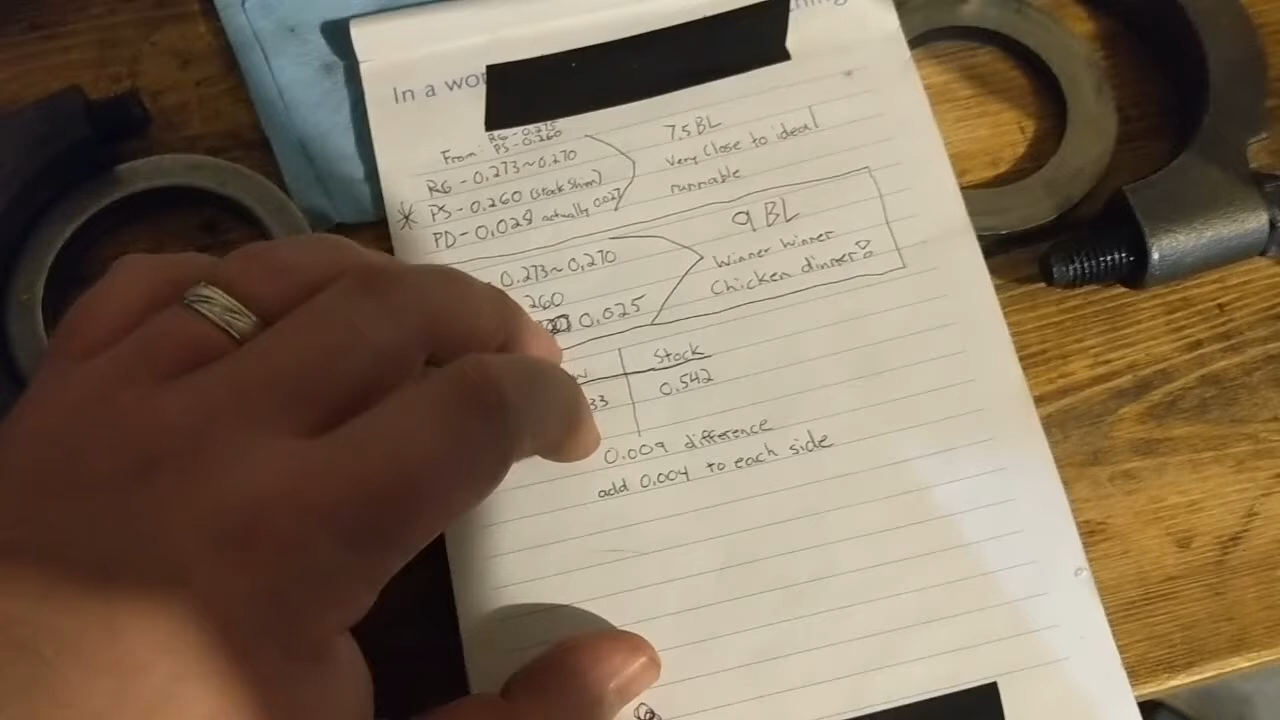 In a
From: RG - 0.275
PS - 0.260
RG - 0.273~0.270
* PS - 0.260 (stock shim)
PD - 0.028 actually 0.027
7.5 BL
Very Close to ideal
runnable
0.273~0.270
260
0.025
9 BL
Winner winner
Chicken dinner!
Stock
33
0.542
0.009 difference
add 0.004 to each side